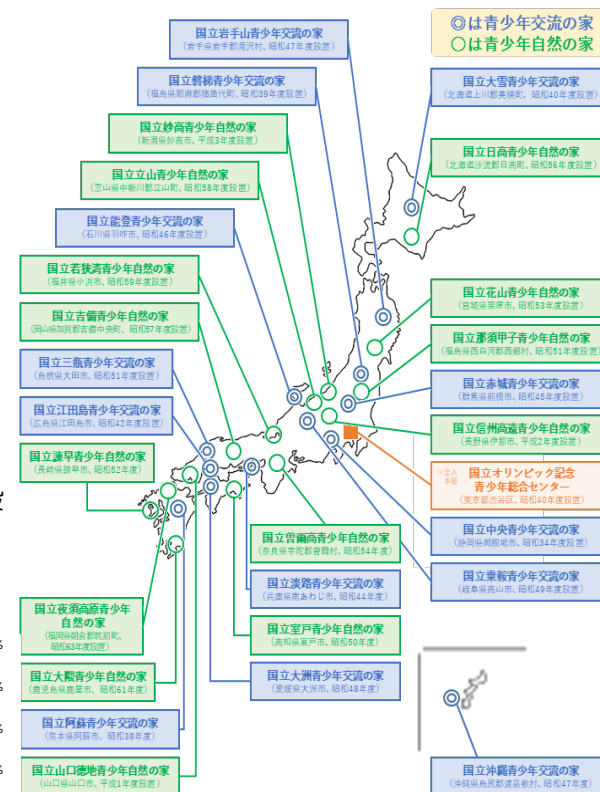 ◎は青少年交流の家
○は青少年自然の家
国立岩手山青少年交流の家
（岩手県岩手郡滝沢村、昭和47年度設置）
国立磐梯青少年交流の家
（福島県耶麻郡猪苗代町、昭和39年度設置）
国立妙高青少年自然の家
（新潟県妙高市、平成3年度設置）
国立立山青少年自然の家
（富山県中新川郡立山町、昭和58年度設置）
国立能登青少年交流の家
（石川県羽咋市、昭和46年度設置）
国立若狭湾青少年自然の家
（福井県小浜市、昭和59年度設置）
国立吉備青少年自然の家
（岡山県加賀郡吉備中央町、昭和57年度設置）
国立三瓶青少年交流の家
（島根県大田市、昭和51年度設置）
国立江田島青少年交流の家
（広島県江田島市、昭和42年度設置）
国立諫早青少年自然の家
（長崎県諫早市、昭和52年度）
国立夜須高原青少年
自然の家
（福岡県朝倉郡筑前町、
昭和63年度設置）
国立大隅青少年自然の家
（鹿児島県鹿屋市、昭和61年度）
国立阿蘇青少年交流の家
（熊本県阿蘇市、昭和38年度）
国立山口徳地青少年自然の家
（山口県山口市、平成1年度設置）
国立曽爾高青少年自然の家
（奈良県宇陀郡曽爾村、昭和54年度）
国立淡路青少年交流の家
（兵庫県南あわじ市、昭和44年度）
国立室戸青少年自然の家
（高知県室戸市、昭和50年度）
国立大洲青少年交流の家
（愛媛県大洲市、昭和48年度）
国立大雪青少年交流の家
（北海道上川郡美瑛町、昭和40年度設置）
国立日高青少年自然の家
（北海道沙流郡日高町、昭和56年度設置）
国立花山青少年自然の家
（宮城県栗原市、昭和53年度設置）
国立那須甲子青少年自然の家
（福島県西白河郡西郷村、昭和51年度設置）
国立赤城青少年交流の家
（群馬県前橋市、昭和45年度設置）
国立信州高遠青少年自然の家
（長野県伊那市、平成2年度設置）
※法人
本部
国立オリンピック記念
青少年総合センター
（東京都渋谷区、昭和40年度設置）
国立中央青少年交流の家
（静岡県御殿場市、昭和34年度設置）
国立乗鞍青少年交流の家
（岐阜県高山市、昭和49年度設置）
国立沖縄青少年交流の家
（沖縄県島尻郡渡嘉敷村、昭和47年度）
%
%
%
%